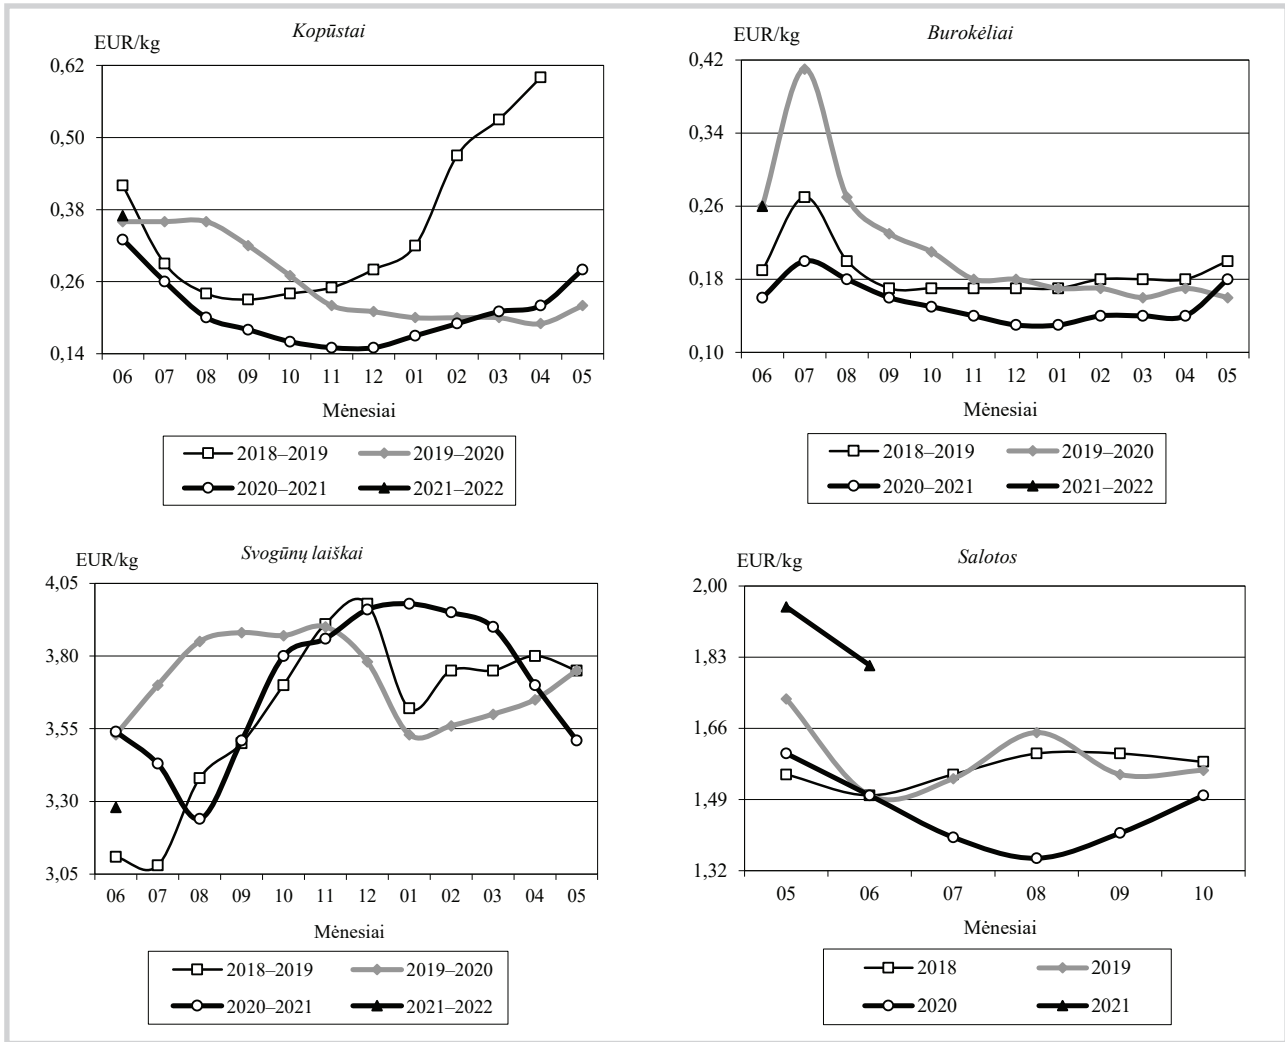 Kopūstai
EUR/kg
0,62
0,50
0,38
0,26
0,14
06 07 08 09 10 11 12 01 02 03 04 05
Mėnesiai
2018–2019 2019–2020
2020–2021 2021–2022
Burokėliai
EUR/kg
0,42
0,34
0,26
0,18
0,10
06 07 08 09 10 11 12 01 02 03 04 05
Mėnesiai
2018–2019 2019–2020
2020–2021 2021–2022
Svogūnų laiškai
EUR/kg
4,05
3,80
3,55
3,30
3,05
06 07 08 09 10 11 12 01 02 03 04 05
Mėnesiai
2018–2019 2019–2020
2020–2021 2021–2022
Salotos
EUR/kg
2,00
1,83
1,66
1,49
1,32
05 06 07 08 09 10
Mėnesiai
2018 2019
2020 2021